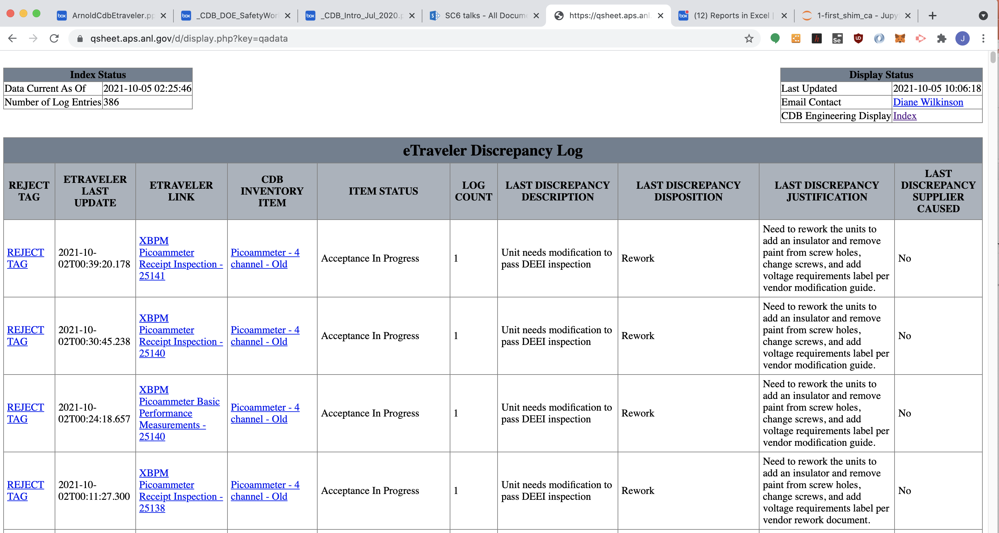 ArnoldCdbEtraveler.pp
_CDB_DOE_SafetyWor
_CDB_Intro_Jul_2020.p
SC6 talks - All Docume
https://qsheet.aps.anl.
(12) Reports in Excel |
1-first_shim_ca - Jupy
qsheet.aps.anl.gov/d/display.php?key=qadata
Index Status
Data Current As Of 2021-10-05 02:25:46
Number of Log Entries 386
Display Status
Last Updated 2021-10-05 10:06:18
Email Contact Diane Wilkinson
CDB Engineering Display Index
eTraveler Discrepancy Log
REJECT
TAG
ETRAVELER
LAST
UPDATE
ETRAVELER
LINK
CDB
INVENTORY
ITEM
ITEM STATUS
LOG
COUNT
LAST DISCREPANCY
DESCRIPTION
LAST DISCREPANCY
DISPOSITION
LAST DISCREPANCY
JUSTIFICATION
LAST
DISCREPANCY
SUPPLIER
CAUSED
REJECT
TAG
2021-10-
02T00:39:20.178
XBPM
Picoammeter
Receipt Inspection -
25141
Picoammeter - 4
channel - Old
Acceptance In Progress
1
Unit needs modification to
pass DEEI inspection
Rework
Need to rework the units to
add an insulator and remove
paint from screw holes,
change screws, and add
voltage requirements label per
vendor modification guide.
No
REJECT
TAG
2021-10-
02T00:30:45.238
XBPM
Picoammeter
Receipt Inspection -
25140
Picoammeter - 4
channel - Old
Acceptance In Progress
1
Unit needs modification to
pass DEEI inspection
Rework
Need to rework the units to
add an insulator and remove
paint from screw holes,
change screws, and add
voltage requirements label per
vendor modification guide.
No
REJECT
TAG
2021-10-
02T00:24:18.657
XBPM
Picoammeter Basic
Performance
Measurements -
25140
Picoammeter - 4
channel - Old
Acceptance In Progress
1
Unit needs modification to
pass DEEI inspection
Rework
Need to rework the units to
add an insulator and remove
paint from screw holes,
change screws, and add
voltage requirements label per
vendor modification guide.
No
REJECT
TAG
2021-10-
02T00:11:27.300
XBPM
Picoammeter
Receipt Inspection -
25138
Picoammeter - 4
channel - Old
Acceptance In Progress
1
Unit needs modification to
pass DEEI inspection
Rework
Need to rework the units to
add an insulator and remove
paint from screw holes,
change screws, and add
voltage requirements label per
vendor rework document.
No